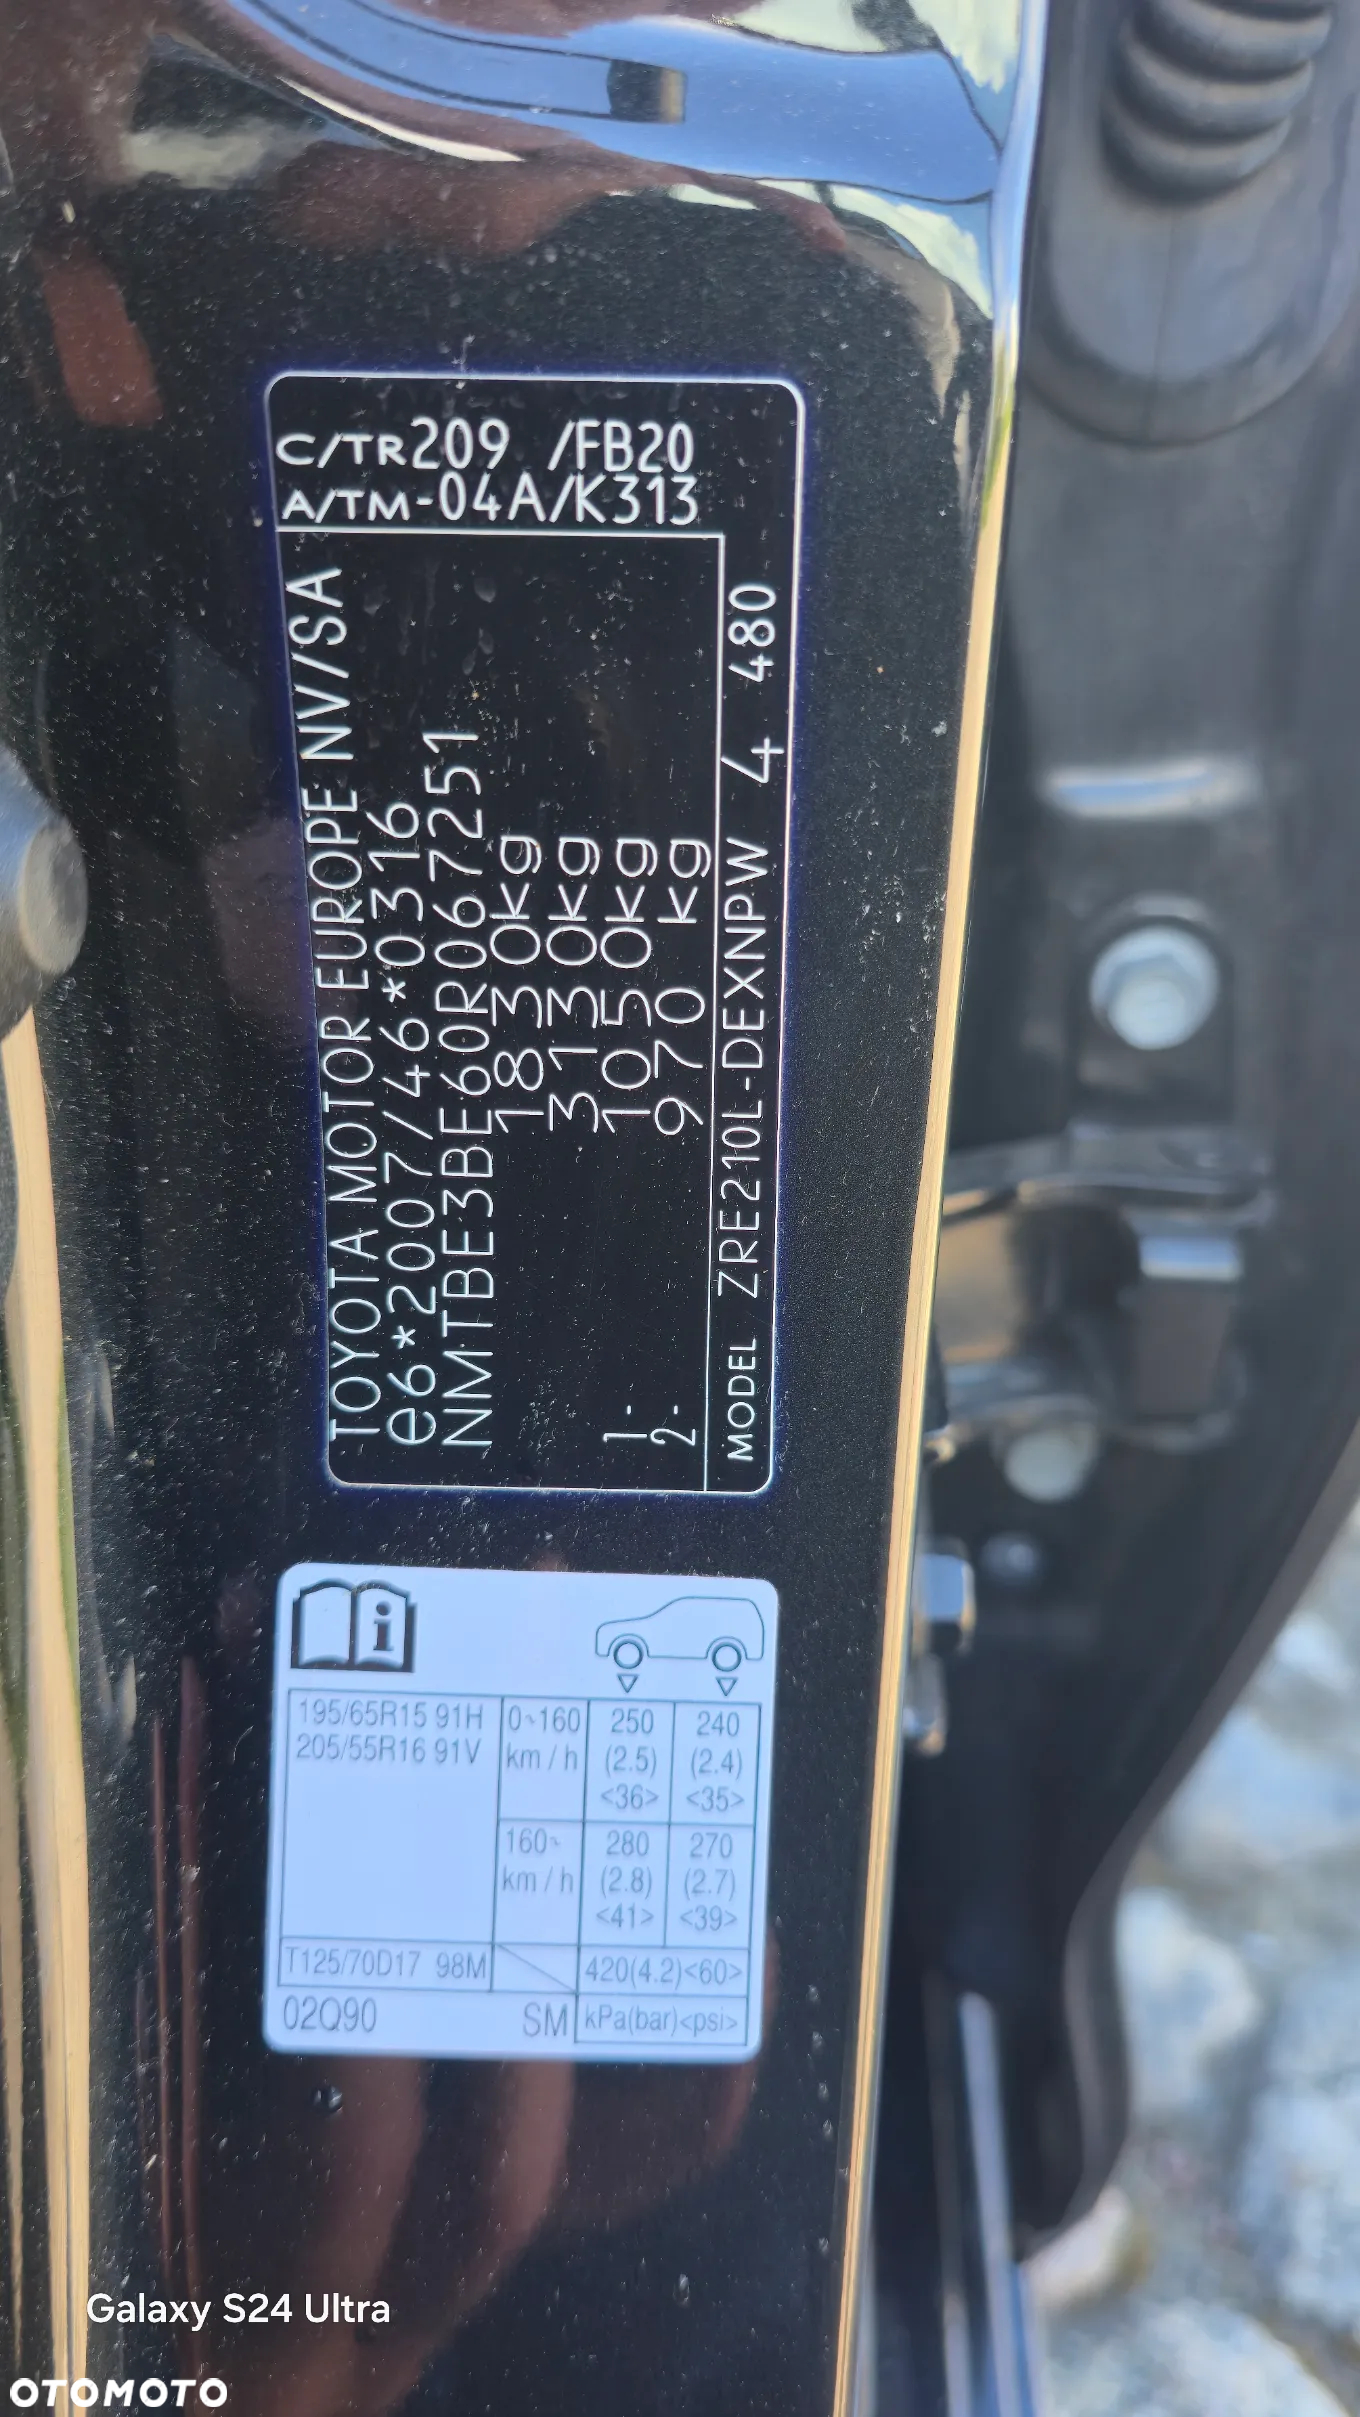 C/TR209 /FB20
A/TM-04A/K313
TOYOTA MOTOR EUROPE NV/SA
e6*2007/46*0316
NMTBE3BE60R067251
1830kg
3130kg
1: - 1050kg
2: - 970 kg
MODEL ZRE210L-DEXNPW 4 480
195/65R15 91H 0~160 250 240
205/55R16 91V km / h (2.5) (2.4)
<36> <35>
160~ 280 270
km / h (2.8) (2.7)
<41> <39>
T125/70D17 98M 420(4.2)<60>
02Q90 SM kPa(bar)<psi>
Galaxy S24 Ultra
OTOMOTO